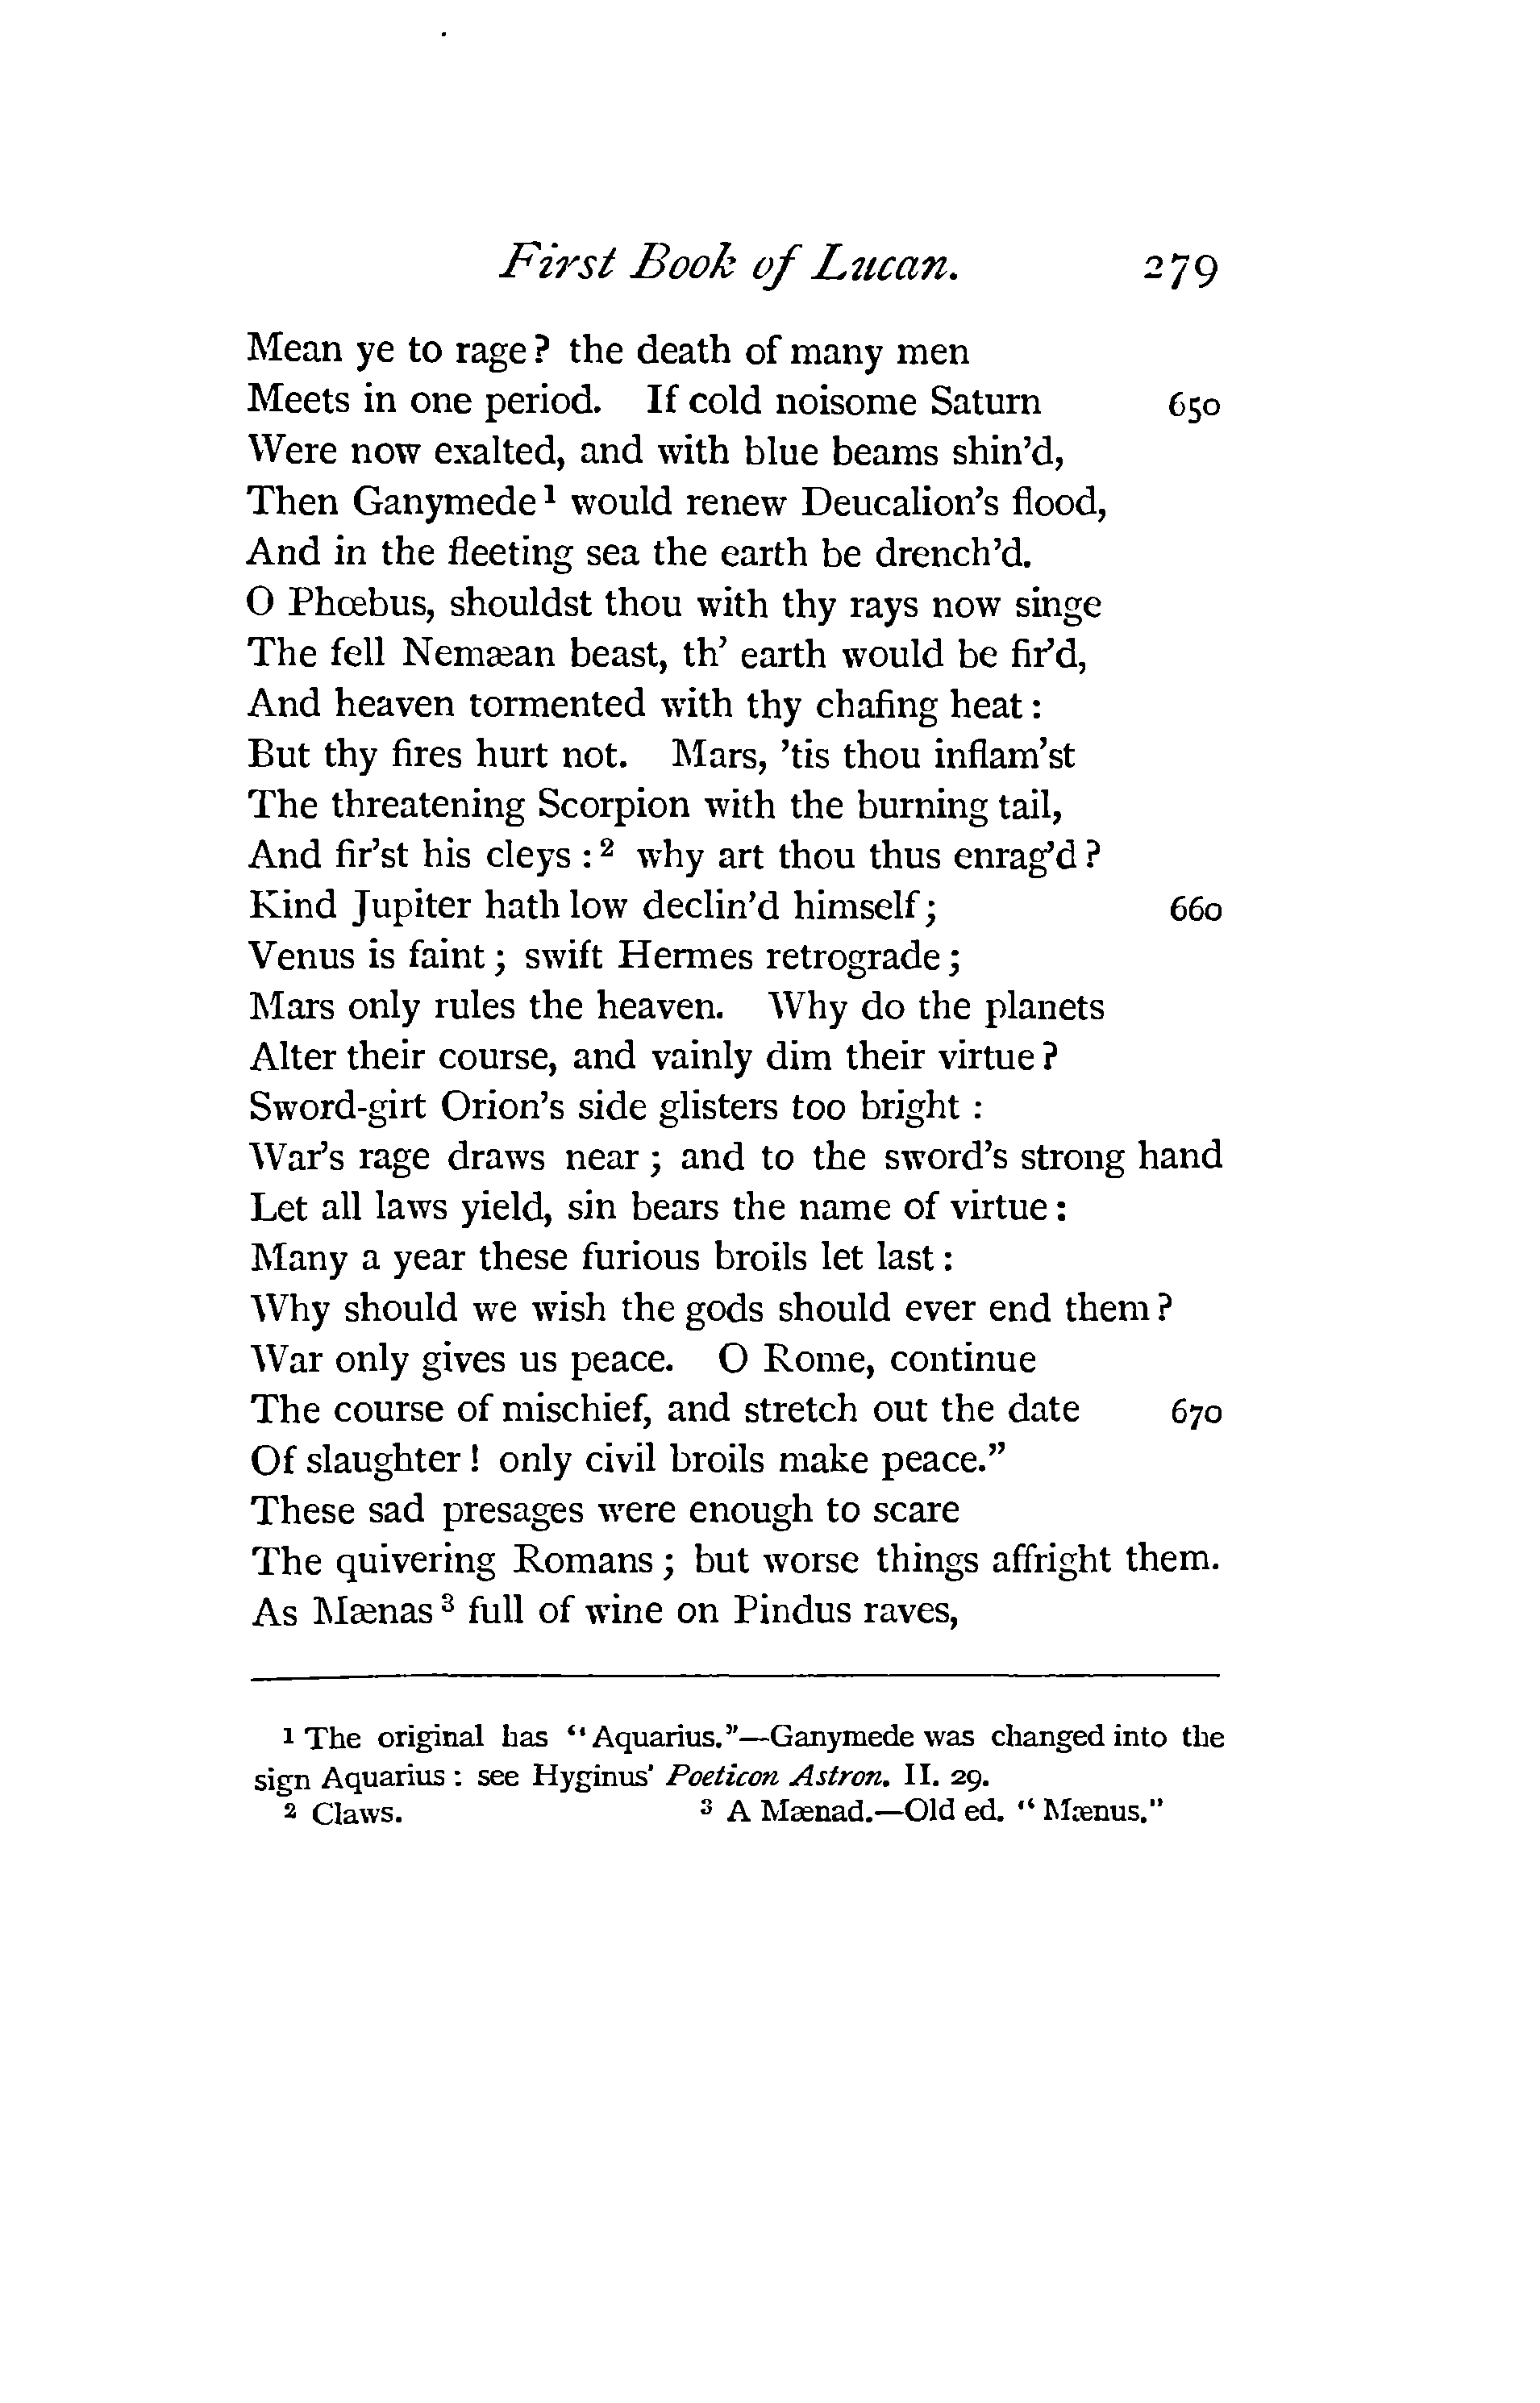 First Book of Lucan. 279
Mean ye to rage? the death of many men
Meets in one period. If cold noisome Saturn 650
Were now exalted, and with blue beams shin'd,
Then Ganymede¹ would renew Deucalion's flood,
And in the fleeting sea the earth be drench'd.
O Phœbus, shouldst thou with thy rays now singe
The fell Nemæan beast, th' earth would be fir'd,
And heaven tormented with thy chafing heat:
But thy fires hurt not. Mars, 'tis thou inflam'st
The threatening Scorpion with the burning tail,
And fir'st his cleys:² why art thou thus enrag'd?
Kind Jupiter hath low declin'd himself; 660
Venus is faint; swift Hermes retrograde;
Mars only rules the heaven. Why do the planets
Alter their course, and vainly dim their virtue?
Sword-girt Orion's side glisters too bright:
War's rage draws near; and to the sword's strong hand
Let all laws yield, sin bears the name of virtue:
Many a year these furious broils let last:
Why should we wish the gods should ever end them?
War only gives us peace. O Rome, continue
The course of mischief, and stretch out the date 670
Of slaughter! only civil broils make peace."
These sad presages were enough to scare
The quivering Romans; but worse things affright them.
As Mænas³ full of wine on Pindus raves,
¹ The original has "Aquarius."—Ganymede was changed into the
sign Aquarius: see Hyginus' Poeticon Astron. II. 29.
² Claws. ³ A Mænad.—Old ed. "Mænus."